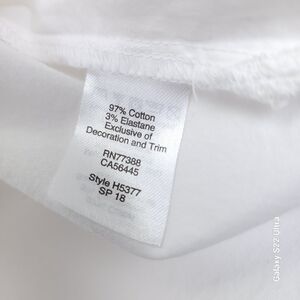 97% Cotton
3% Elastane
Exclusive of
Decoration and Trim
RN77388
CA56445
Style H5377
SP 18
Galaxy S22 Ultra